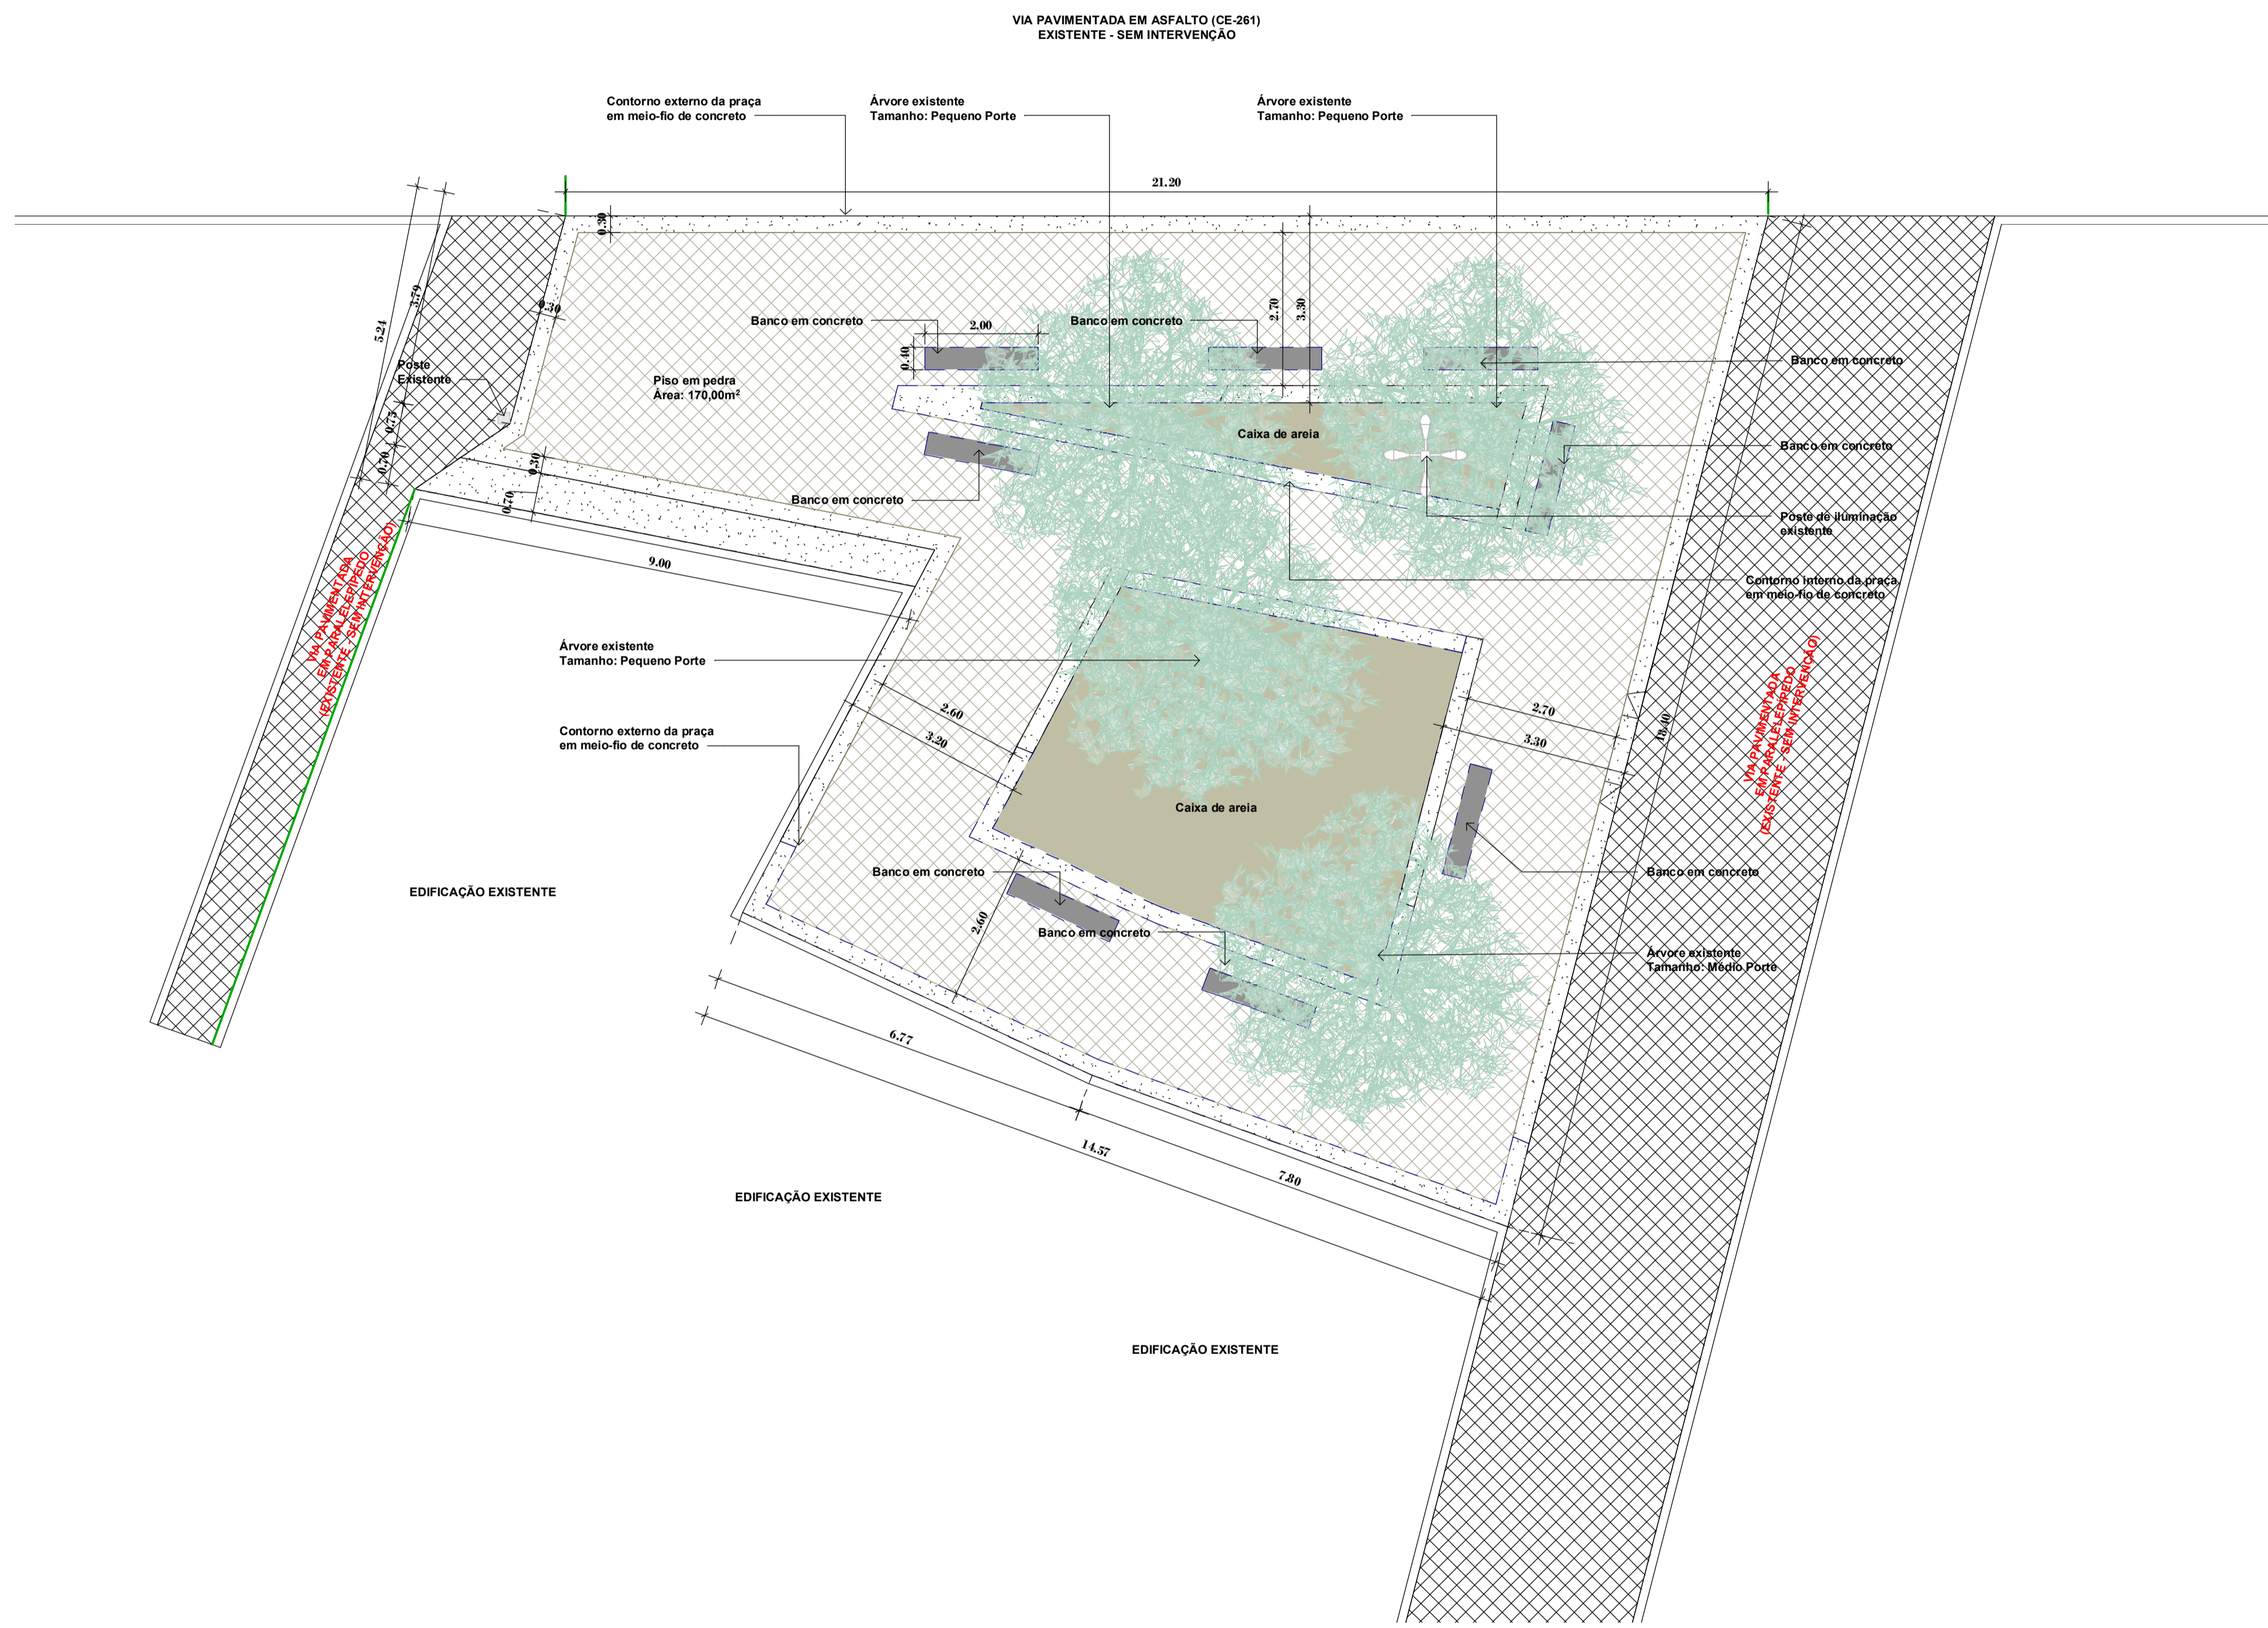 VIA PAVIMENTADA EM ASFALTO (CE-261)
EXISTENTE - SEM INTERVENÇÃO
Contorno externo da praça
em meio-fio de concreto
Árvore existente
Tamanho: Pequeno Porte
Árvore existente
Tamanho: Pequeno Porte
21.20
0.30
3.79
5.24
0.30
2.70
3.30
Banco em concreto
2.00
Banco em concreto
0.40
Banco em concreto
Poste
Existente
Piso em pedra
Área: 170,00m²
0.75
Caixa de areia
Banco em concreto
0.70
0.30
0.70
Banco em concreto
Poste de iluminação
existente
VIA PAVIMENTADA
EM PARALELEPIPEDO
(EXISTENTE - SEM INTERVENÇÃO)
9.00
Contorno interno da praça
em meio-fio de concreto
Árvore existente
Tamanho: Pequeno Porte
2.60
3.20
2.70
3.30
18.40
VIA PAVIMENTADA
EM PARALELEPIPEDO
(EXISTENTE - SEM INTERVENÇÃO)
Contorno externo da praça
em meio-fio de concreto
Caixa de areia
Banco em concreto
Banco em concreto
EDIFICAÇÃO EXISTENTE
2.60
Banco em concreto
Árvore existente
Tamanho: Médio Porte
6.77
14.57
7.80
EDIFICAÇÃO EXISTENTE
EDIFICAÇÃO EXISTENTE